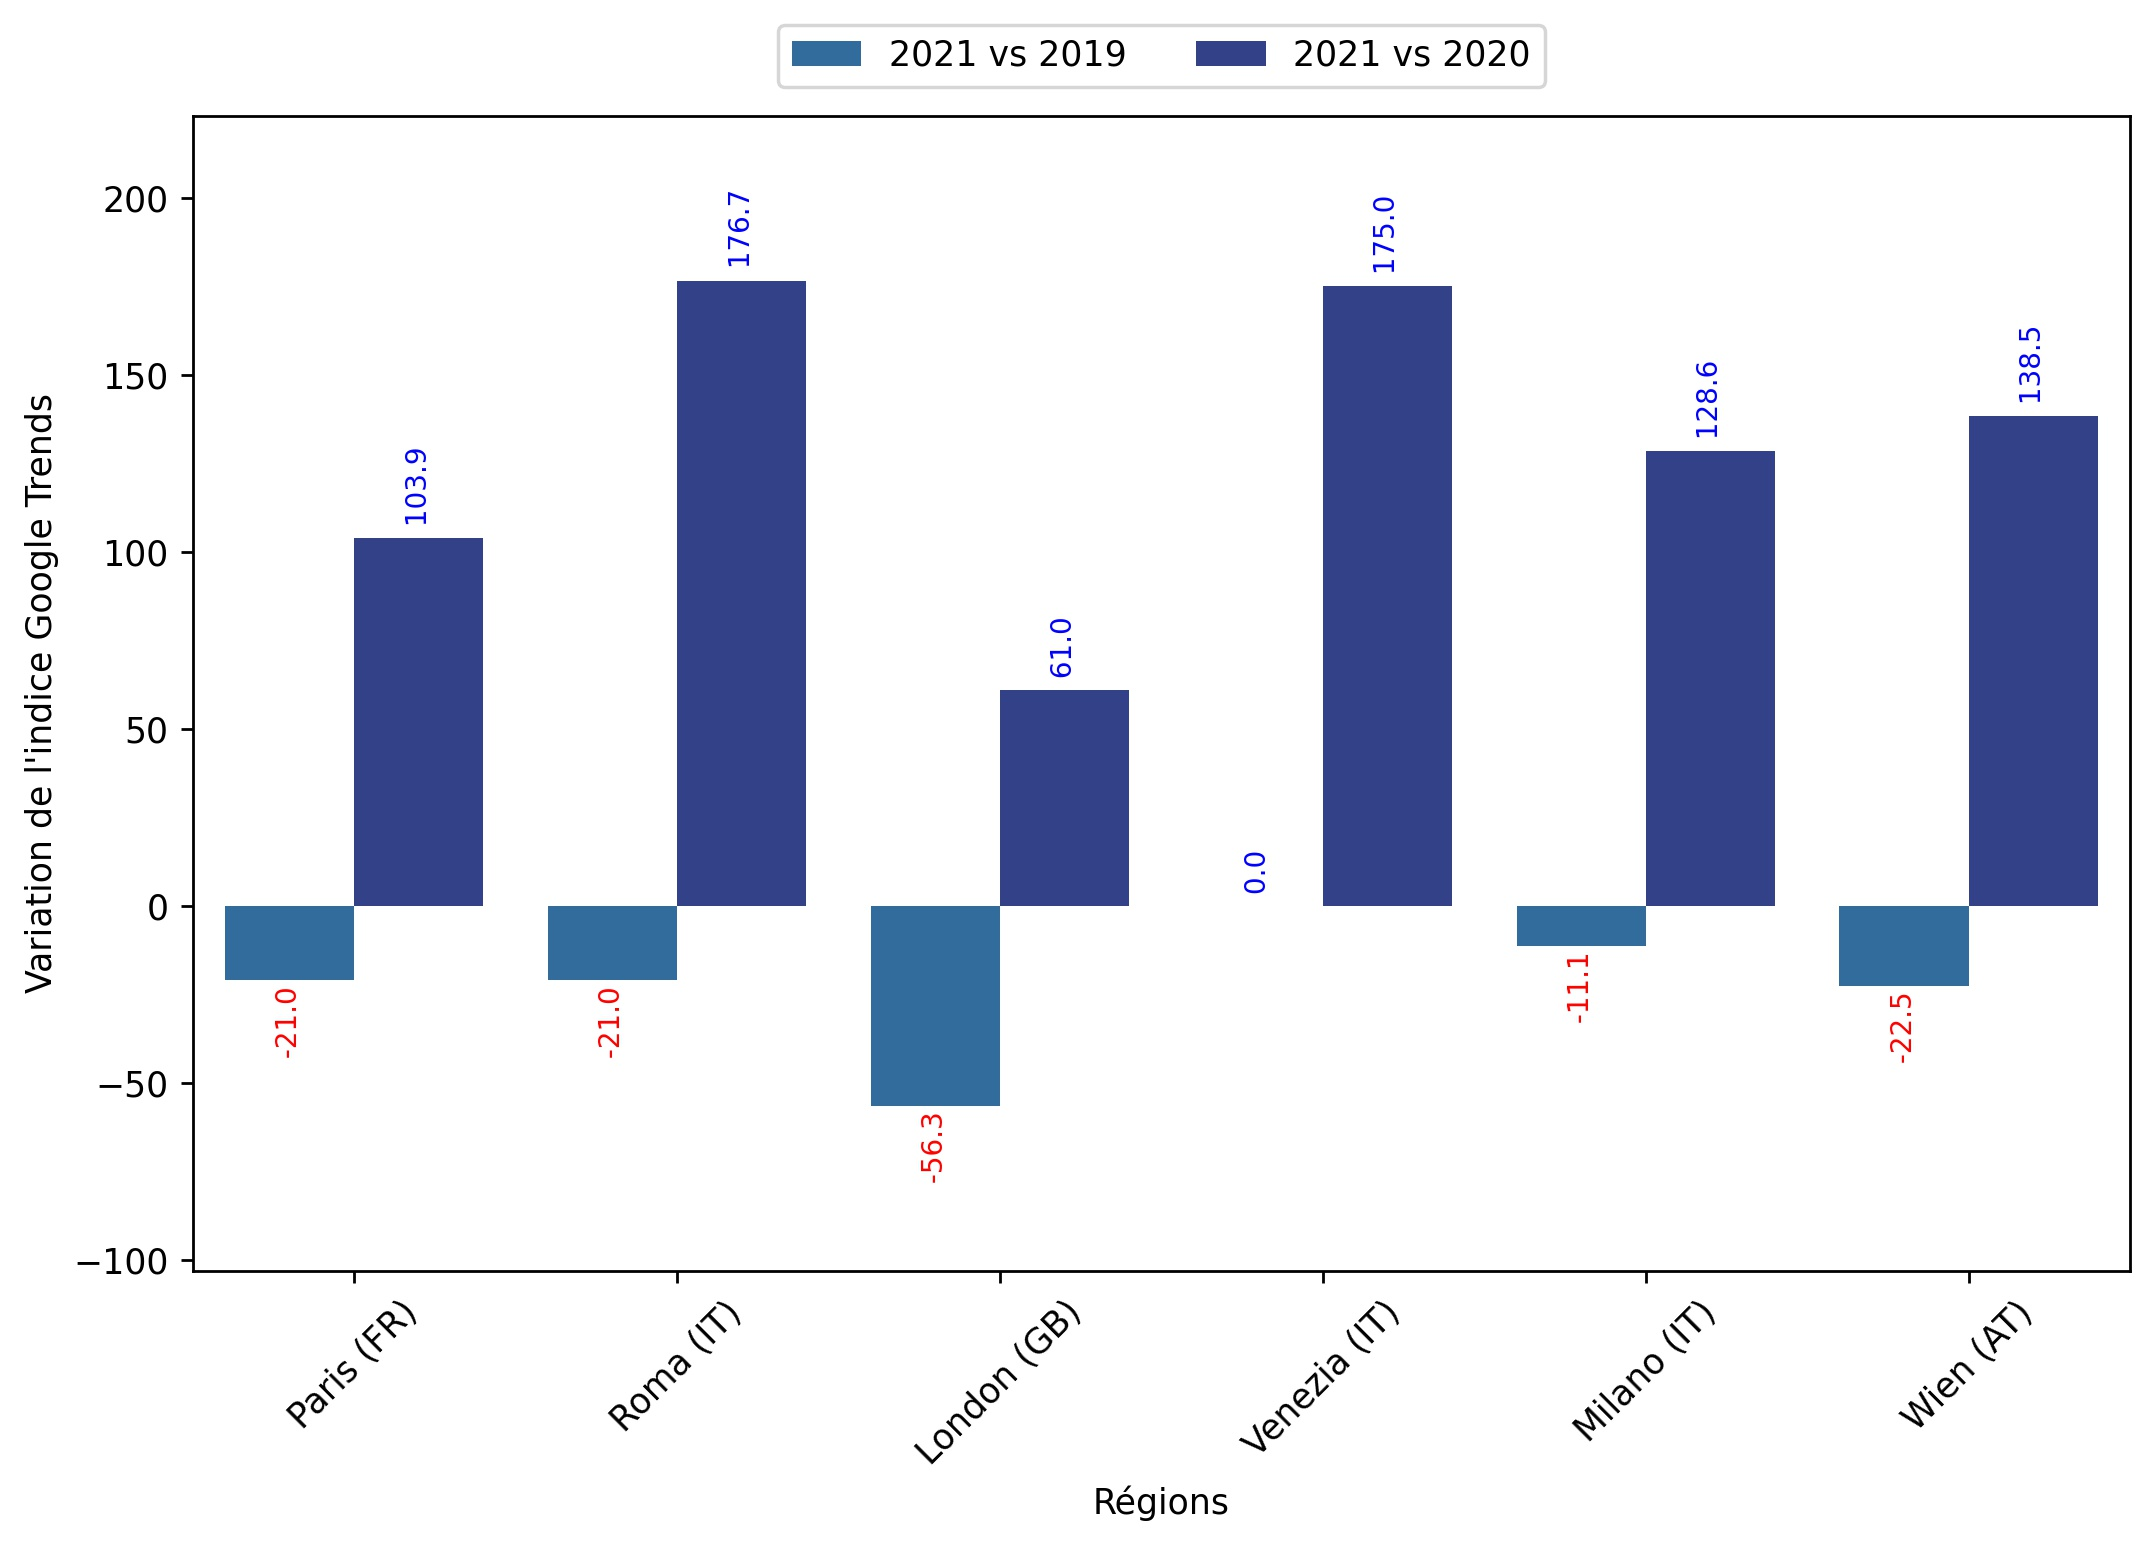 2021 vs 2019 2021 vs 2020
Variation de l'indice Google Trends
200
150
100
50
0
−50
−100
-21.0
103.9
-21.0
176.7
-56.3
61.0
0.0
175.0
-11.1
128.6
-22.5
138.5
Paris (FR)
Roma (IT)
London (GB)
Venezia (IT)
Milano (IT)
Wien (AT)
Régions